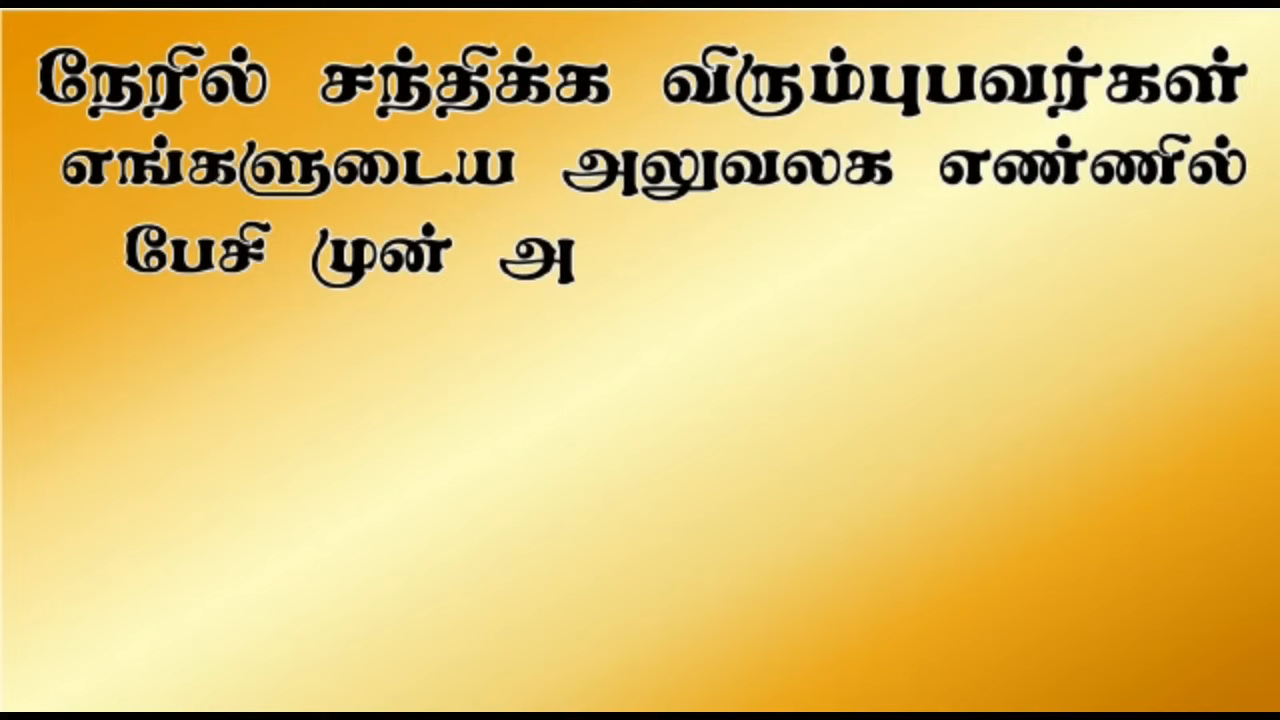 நேரில் சந்திக்க விரும்புபவர்கள்
எங்களுடைய அலுவலக எண்ணில்
பேசி முன் அ